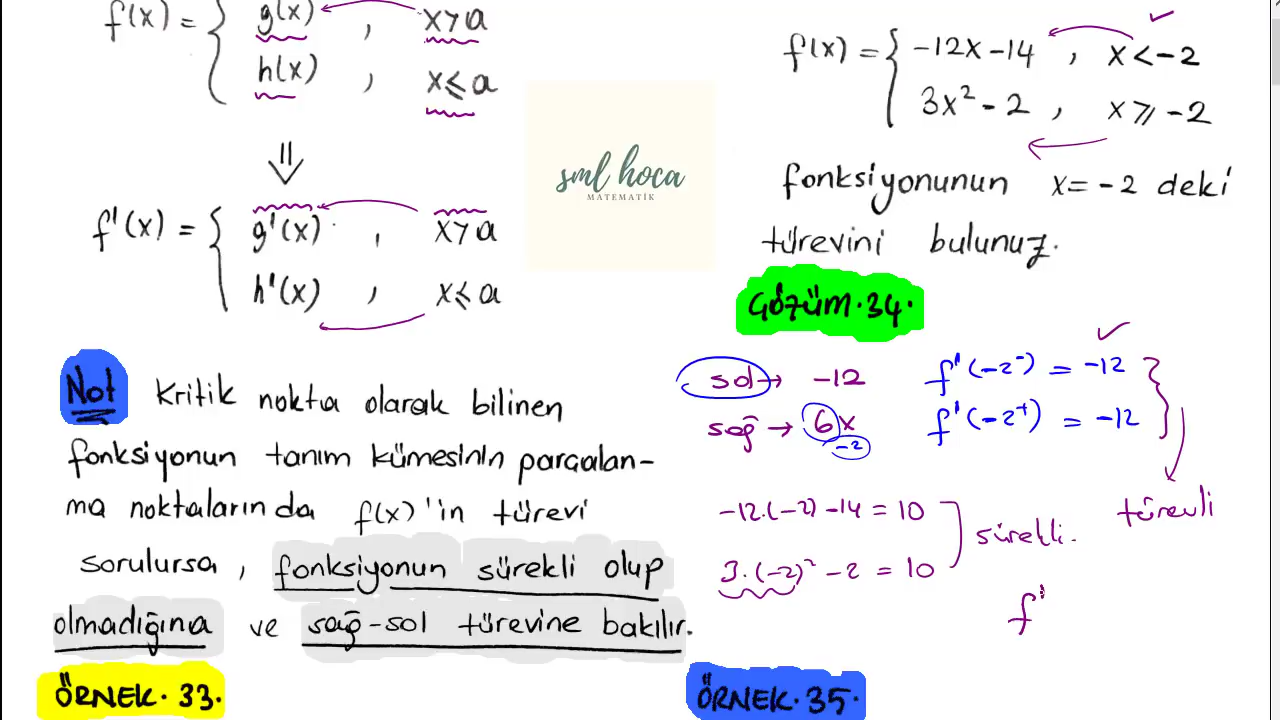 f(x) = { g(x) , x > a
h(x) , x ≤ a
⇓
f'(x) = { g'(x) , x > a
h'(x) , x ≤ a
Not Kritik nokta olarak bilinen
fonksiyonun tanım kümesinin parçalan-
ma noktalarında f(x)'in türevi
sorulursa, fonksiyonun sürekli olup
olmadığına ve sağ-sol türevine bakılır.
ÖRNEK.33.
sml hoca
MATEMATİK
f(x) = { -12x -14 , x < -2
3x² - 2 , x ≥ -2
fonksiyonunun x = -2 deki
türevini bulunuz.
ÇÖZÜM.34.
sol → -12 f'(-2⁻) = -12
sağ → 6x f'(-2⁺) = -12
-2
türevli
-12.(-2) -14 = 10
sürekli.
3.(-2)² - 2 = 10
f'
ÖRNEK.35.